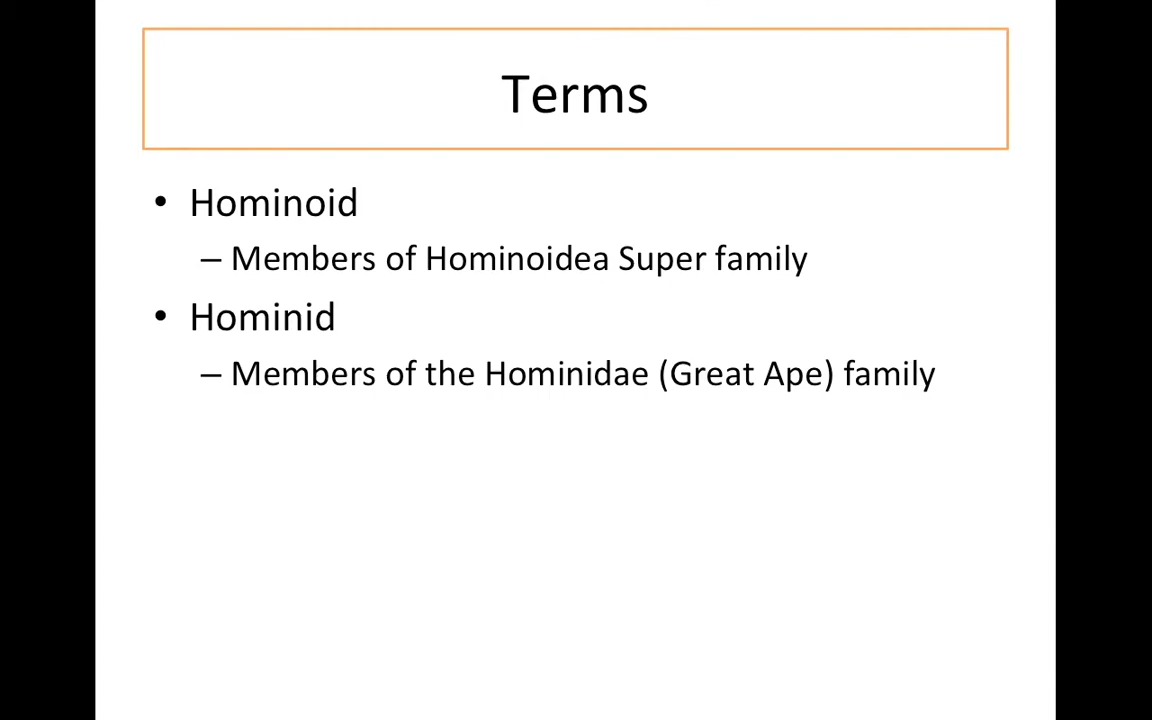 Terms
• Hominoid
– Members of Hominoidea Super family
• Hominid
– Members of the Hominidae (Great Ape) family